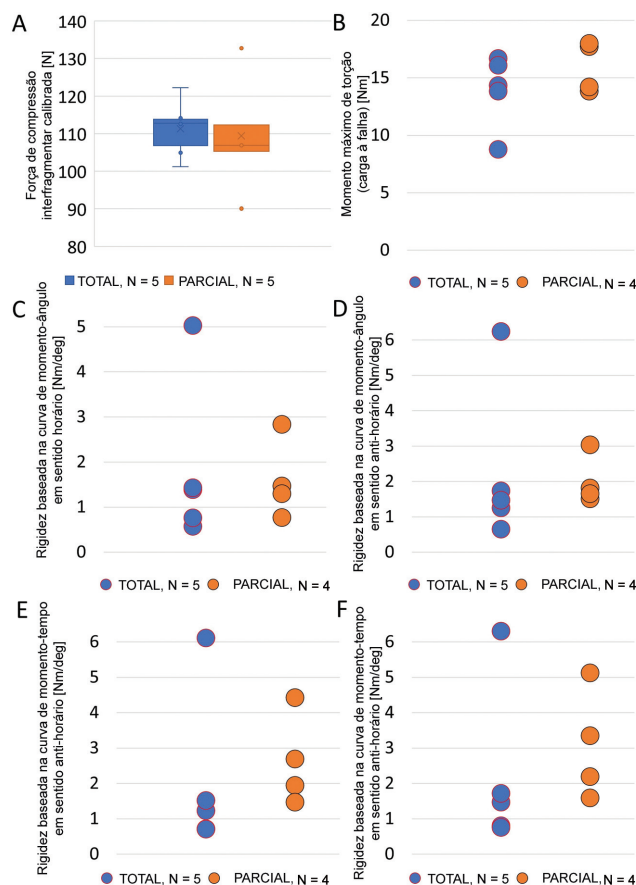 A
Força de compressão
interfragmentar calibrada [N]
140
130
120
110
100
90
80
TOTAL, N = 5 PARCIAL, N = 5
B
Momento máximo de torção
(carga à falha) [Nm]
20
15
10
5
0
TOTAL, N = 5 PARCIAL, N = 4
C
Rigidez baseada na curva de momento-ângulo
em sentido horário [Nm/deg]
5
4
3
2
1
0
TOTAL, N = 5 PARCIAL, N = 4
D
Rigidez baseada na curva de momento-ângulo
em sentido anti-horário [Nm/deg]
6
5
4
3
2
1
0
TOTAL, N = 5 PARCIAL, N = 4
E
Rigidez baseada na curva de momento-tempo
em sentido anti-horário [Nm/deg]
6
5
4
3
2
1
0
TOTAL, N = 5 PARCIAL, N = 4
F
Rigidez baseada na curva de momento-tempo
em sentido anti-horário [Nm/deg]
6
5
4
3
2
1
0
TOTAL, N = 5 PARCIAL, N = 4